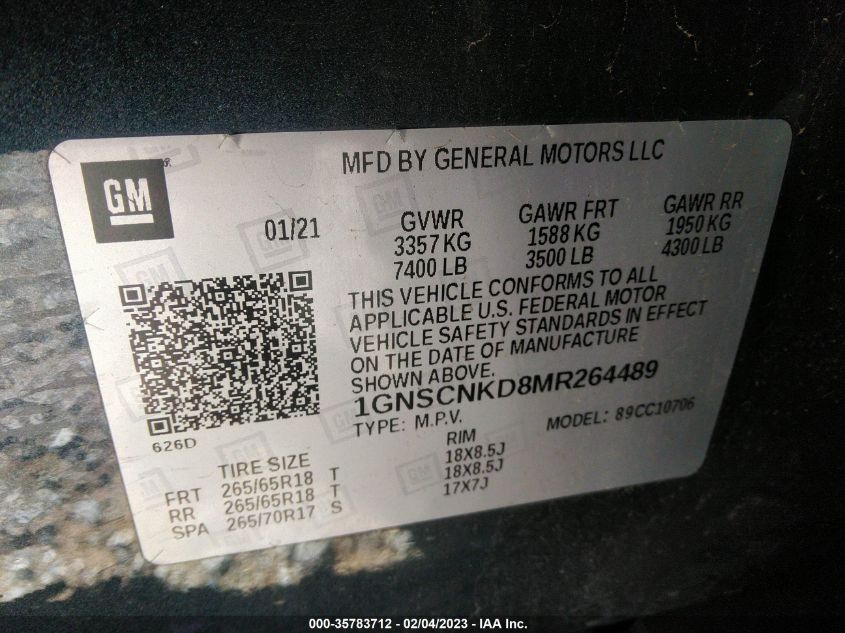 GM
MFD BY GENERAL MOTORS LLC
01/21
GVWR
3357 KG
7400 LB
GAWR FRT
1588 KG
3500 LB
GAWR RR
1950 KG
4300 LB
THIS VEHICLE CONFORMS TO ALL
APPLICABLE U.S. FEDERAL MOTOR
VEHICLE SAFETY STANDARDS IN EFFECT
ON THE DATE OF MANUFACTURE
SHOWN ABOVE.
1GNSCNKD8MR264489
TYPE: M.P.V. MODEL: 89CC10706
626D
TIRE SIZE RIM
FRT 265/65R18 T 18X8.5J
RR 265/65R18 T 18X8.5J
SPA 265/70R17 S 17X7J
000-35783712 - 02/04/2023 - IAA Inc.